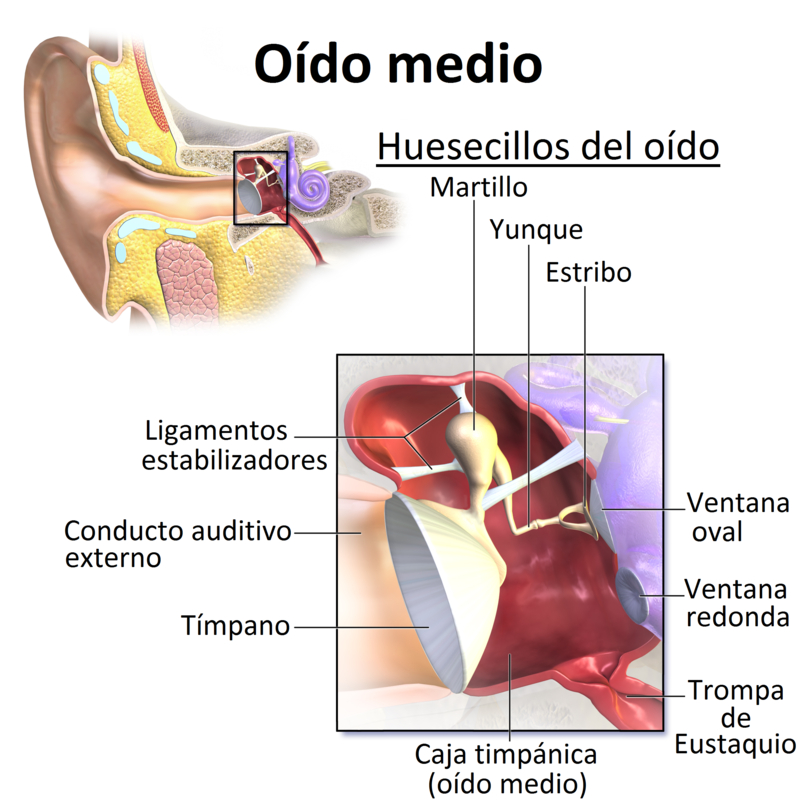 Oído medio
Huesecillos del oído
Martillo
Yunque
Estribo
Ligamentos
estabilizadores
Conducto auditivo
externo
Tímpano
Ventana
oval
Ventana
redonda
Trompa
de
Eustaquio
Caja timpánica
(oído medio)